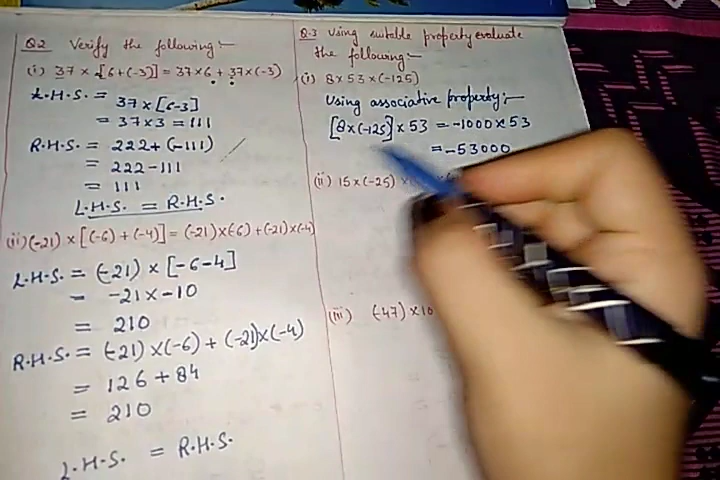 Q.2 Verify the following:-
(i) 37 × [6+(-3)] = 37×6 + 37×(-3)
L.H.S. = 37×[6-3]
= 37×3 = 111
R.H.S. = 222+(-111)
= 222-111
= 111
L.H.S. = R.H.S.
(ii) (-21) × [(-6)+(-4)] = (-21)×(-6)+(-21)×(-4)
L.H.S. = (-21) × [-6-4]
= -21×-10
= 210
R.H.S. = (-21)×(-6)+(-21)×(-4)
= 126+84
= 210
L.H.S. = R.H.S.
Q.3 Using suitable property evaluate
the following:-
(i) 8×53×(-125)
Using associative property:-
[8×(-125)]×53 = -1000×53
= -53000
(ii) 15×(-25)×
(iii) (-47)×10